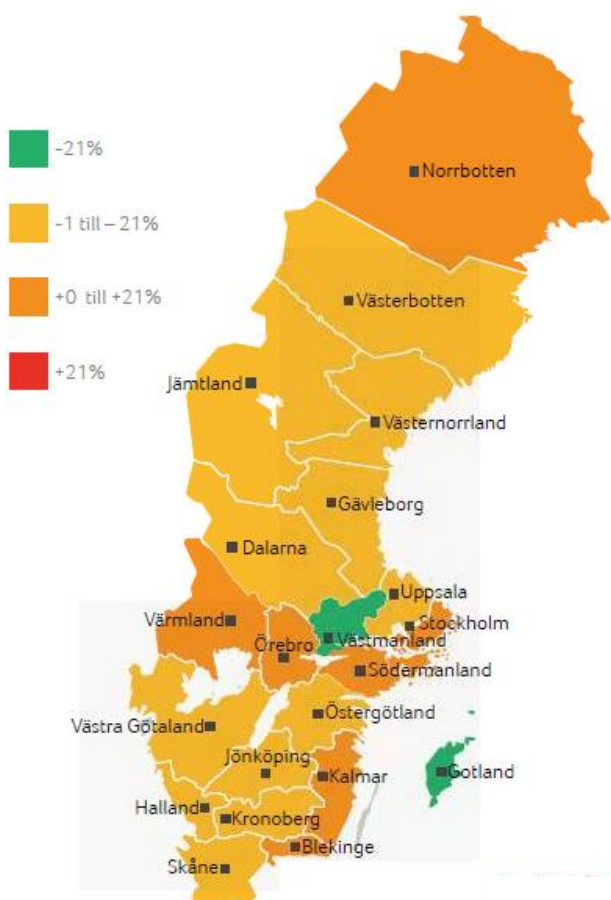 -21%
-1 till – 21%
+0 till +21%
+21%
Norrbotten
Västerbotten
Jämtland
Västernorrland
Gävleborg
Dalarna
Uppsala
Värmland
Stockholm
Västmanland
Örebro
Södermanland
Östergötland
Västra Götaland
Jönköping
Kalmar
Gotland
Halland
Kronoberg
Blekinge
Skåne